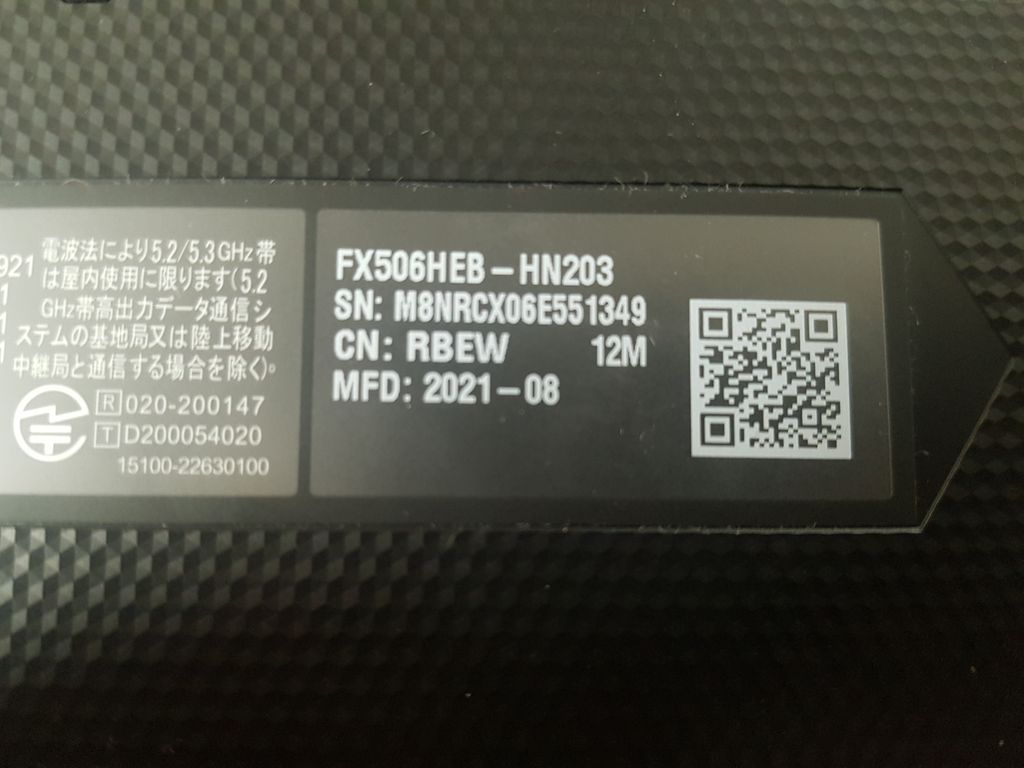 921
電波法により5.2/5.3GHz帯
は屋内使用に限ります(5.2
GHz帯高出力データ通信シ
ステムの基地局又は陸上移動
中継局と通信する場合を除く)。
R 020-200147
T D200054020
15100-22630100
FX506HEB-HN203
SN: M8NRCX06E551349
CN: RBEW 12M
MFD: 2021-08